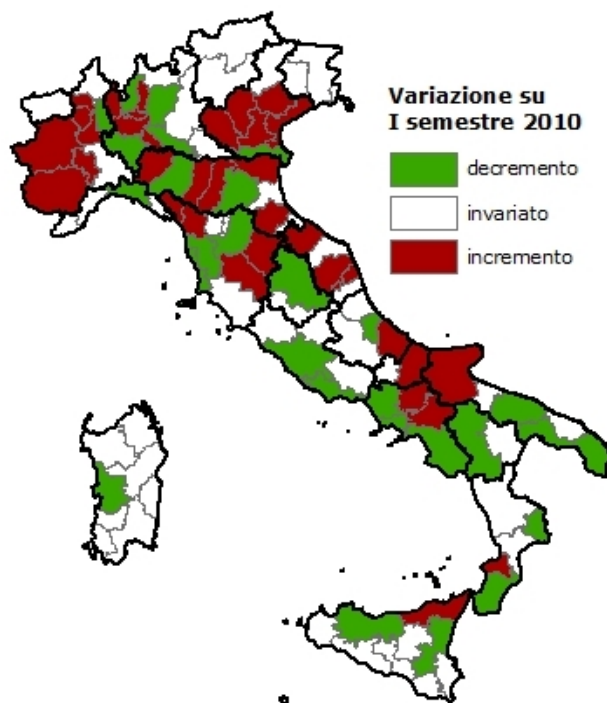 Variazione su
I semestre 2010
decremento
invariato
incremento